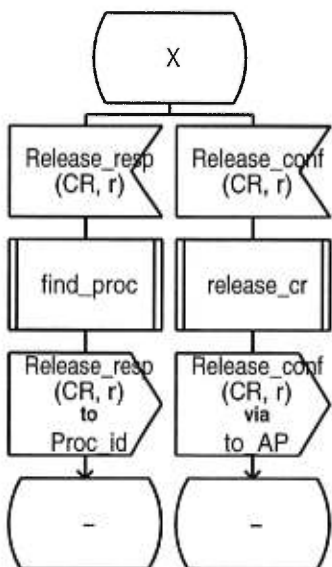 X
Release_resp
(CR, r)
Release_conf
(CR, r)
find_proc
release_cr
Release_resp
(CR, r)
to
Proc_id
Release_conf
(CR, r)
via
to_AP
-
-